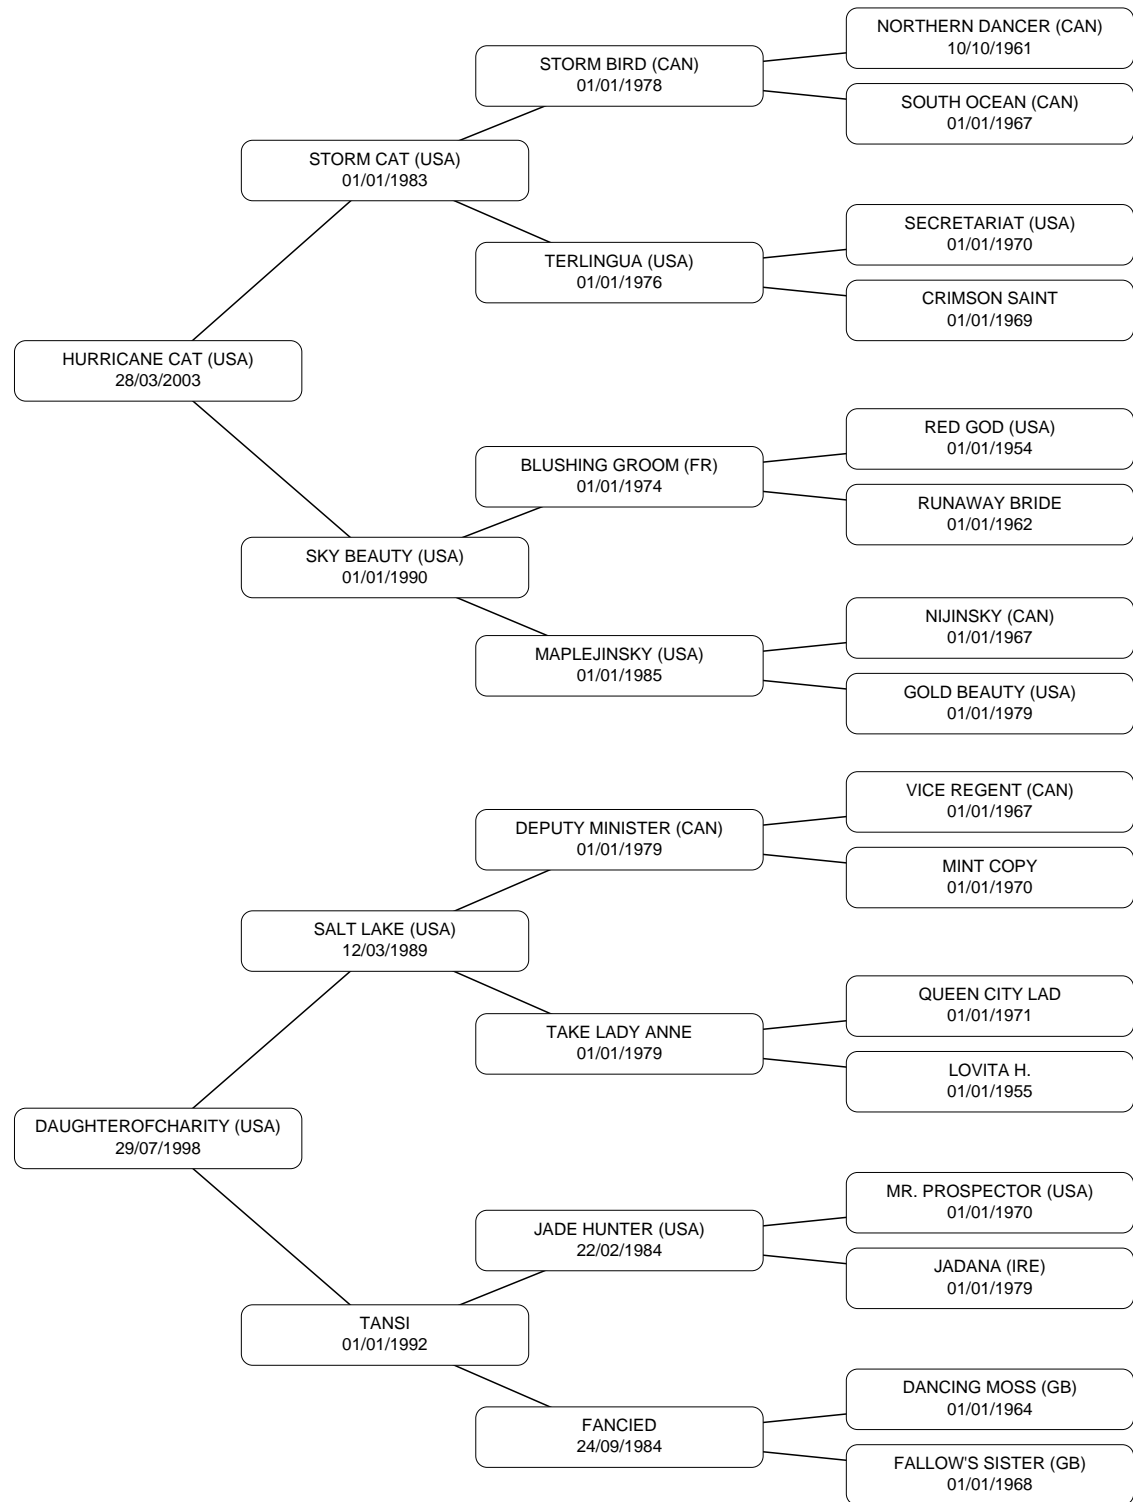 NORTHERN DANCER (CAN)
10/10/1961
STORM BIRD (CAN)
01/01/1978
SOUTH OCEAN (CAN)
01/01/1967
STORM CAT (USA)
01/01/1983
SECRETARIAT (USA)
01/01/1970
TERLINGUA (USA)
01/01/1976
CRIMSON SAINT
01/01/1969
HURRICANE CAT (USA)
28/03/2003
RED GOD (USA)
01/01/1954
BLUSHING GROOM (FR)
01/01/1974
RUNAWAY BRIDE
01/01/1962
SKY BEAUTY (USA)
01/01/1990
NIJINSKY (CAN)
01/01/1967
MAPLEJINSKY (USA)
01/01/1985
GOLD BEAUTY (USA)
01/01/1979
VICE REGENT (CAN)
01/01/1967
DEPUTY MINISTER (CAN)
01/01/1979
MINT COPY
01/01/1970
SALT LAKE (USA)
12/03/1989
QUEEN CITY LAD
01/01/1971
TAKE LADY ANNE
01/01/1979
LOVITA H.
01/01/1955
DAUGHTEROFCHARITY (USA)
29/07/1998
MR. PROSPECTOR (USA)
01/01/1970
JADE HUNTER (USA)
22/02/1984
JADANA (IRE)
01/01/1979
TANSI
01/01/1992
DANCING MOSS (GB)
01/01/1964
FANCIED
24/09/1984
FALLOW'S SISTER (GB)
01/01/1968